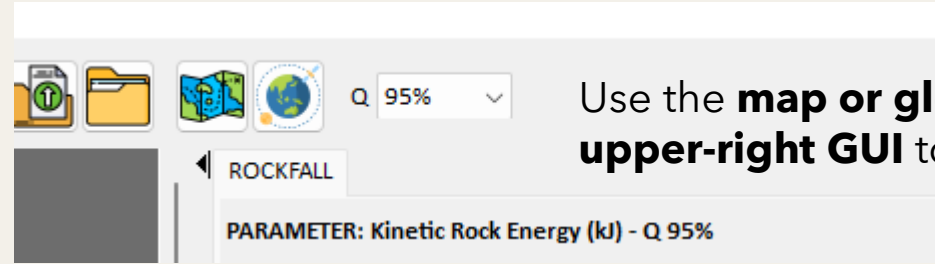 Q 95%
Use the map or gl
upper-right GUI to
ROCKFALL
PARAMETER: Kinetic Rock Energy (kJ) - Q 95%